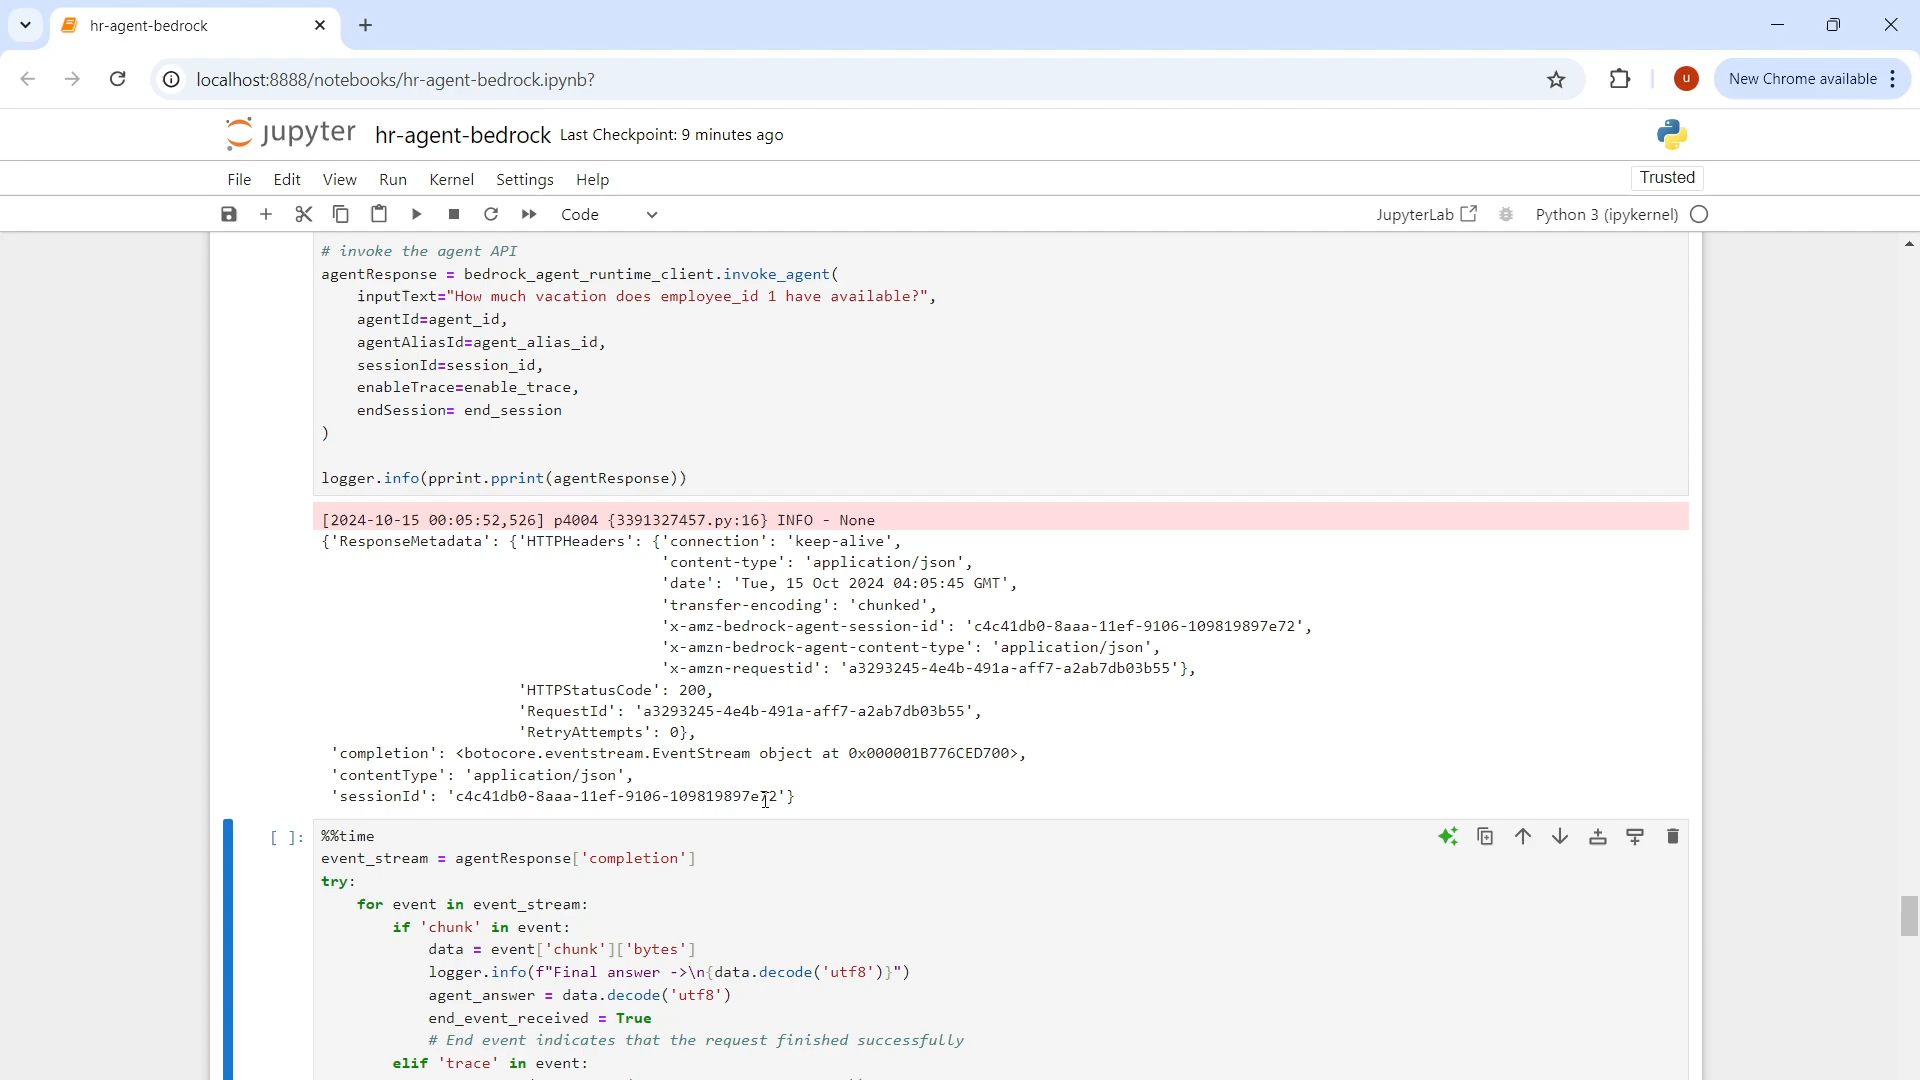 hr-agent-bedrock
localhost:8888/notebooks/hr-agent-bedrock.ipynb?
u
New Chrome available
jupyter hr-agent-bedrock Last Checkpoint: 9 minutes ago
File Edit View Run Kernel Settings Help
Trusted
Code
JupyterLab
Python 3 (ipykernel)
# invoke the agent API
agentResponse = bedrock_agent_runtime_client.invoke_agent(
    inputText="How much vacation does employee_id 1 have available?",
    agentId=agent_id,
    agentAliasId=agent_alias_id,
    sessionId=session_id,
    enableTrace=enable_trace,
    endSession= end_session
)
logger.info(pprint.pprint(agentResponse))
[2024-10-15 00:05:52,526] p4004 {3391327457.py:16} INFO - None
{'ResponseMetadata': {'HTTPHeaders': {'connection': 'keep-alive',
'content-type': 'application/json',
'date': 'Tue, 15 Oct 2024 04:05:45 GMT',
'transfer-encoding': 'chunked',
'x-amz-bedrock-agent-session-id': 'c4c41db0-8aaa-11ef-9106-109819897e72',
'x-amzn-bedrock-agent-content-type': 'application/json',
'x-amzn-requestid': 'a3293245-4e4b-491a-aff7-a2ab7db03b55'},
'HTTPStatusCode': 200,
'RequestId': 'a3293245-4e4b-491a-aff7-a2ab7db03b55',
'RetryAttempts': 0},
'completion': <botocore.eventstream.EventStream object at 0x000001B776CED700>,
'contentType': 'application/json',
'sessionId': 'c4c41db0-8aaa-11ef-9106-109819897e72'}
[ ]: %%time
event_stream = agentResponse['completion']
try:
    for event in event_stream:
        if 'chunk' in event:
            data = event['chunk']['bytes']
            logger.info(f"Final answer ->\n{data.decode('utf8')}")
            agent_answer = data.decode('utf8')
            end_event_received = True
            # End event indicates that the request finished successfully
        elif 'trace' in event: